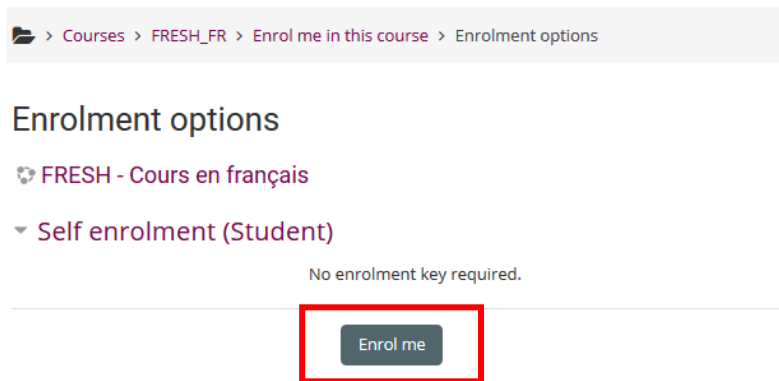 > Courses > FRESH_FR > Enrol me in this course > Enrolment options
Enrolment options
FRESH - Cours en français
Self enrolment (Student)
No enrolment key required.
Enrol me